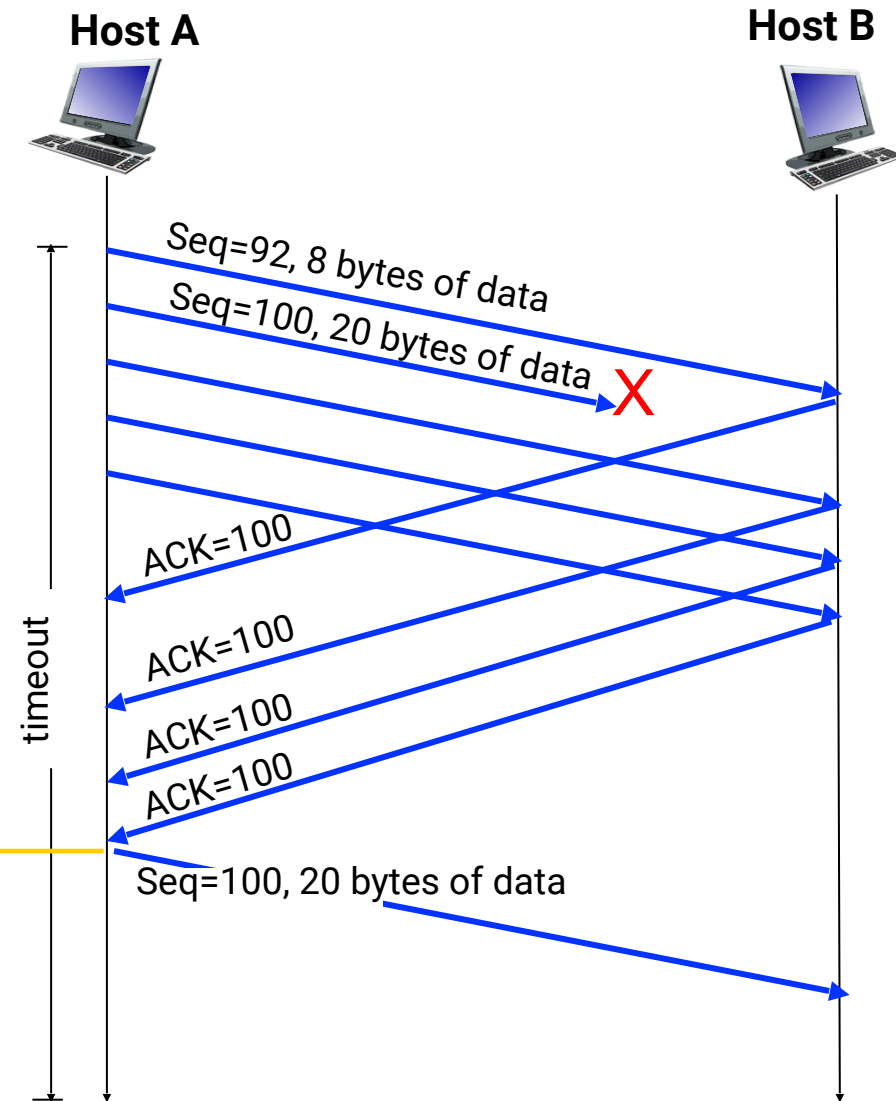 Host A
Host B
Seq=92, 8 bytes of data
Seq=100, 20 bytes of data
X
ACK=100
ACK=100
ACK=100
ACK=100
timeout
Seq=100, 20 bytes of data